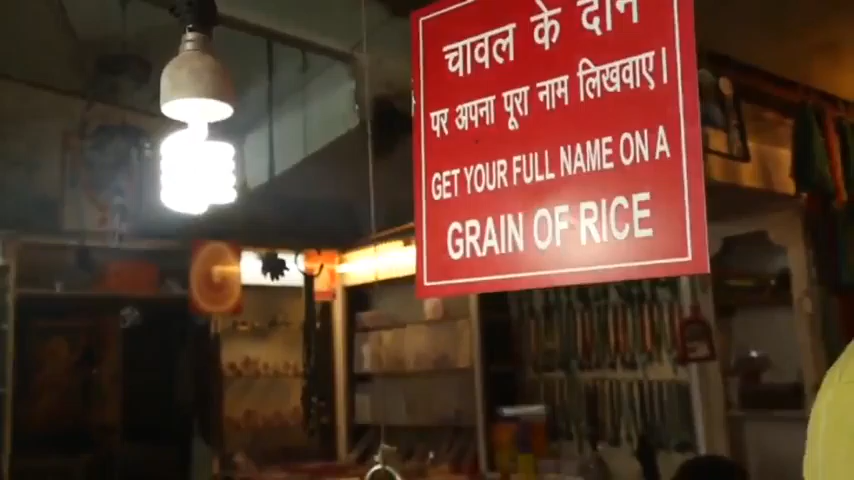 चावल के दाने
पर अपना पूरा नाम लिखवाए।
GET YOUR FULL NAME ON A
GRAIN OF RICE